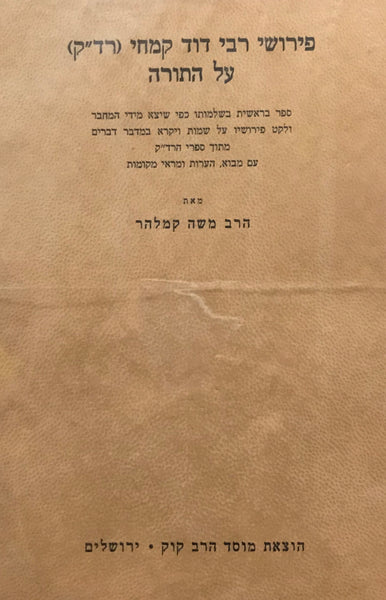 פירושי רבי דוד קמחי (רד״ק)
על התורה
ספר בראשית בשלמותו כפי שיצא מידי המחבר
ולקט פירושיו על שמות ויקרא במדבר דברים
מתוך ספרי הרד״ק
עם מבוא, הערות ומראי מקומות
מאת
הרב משה קמלהר
הוצאת מוסד הרב קוק • ירושלים